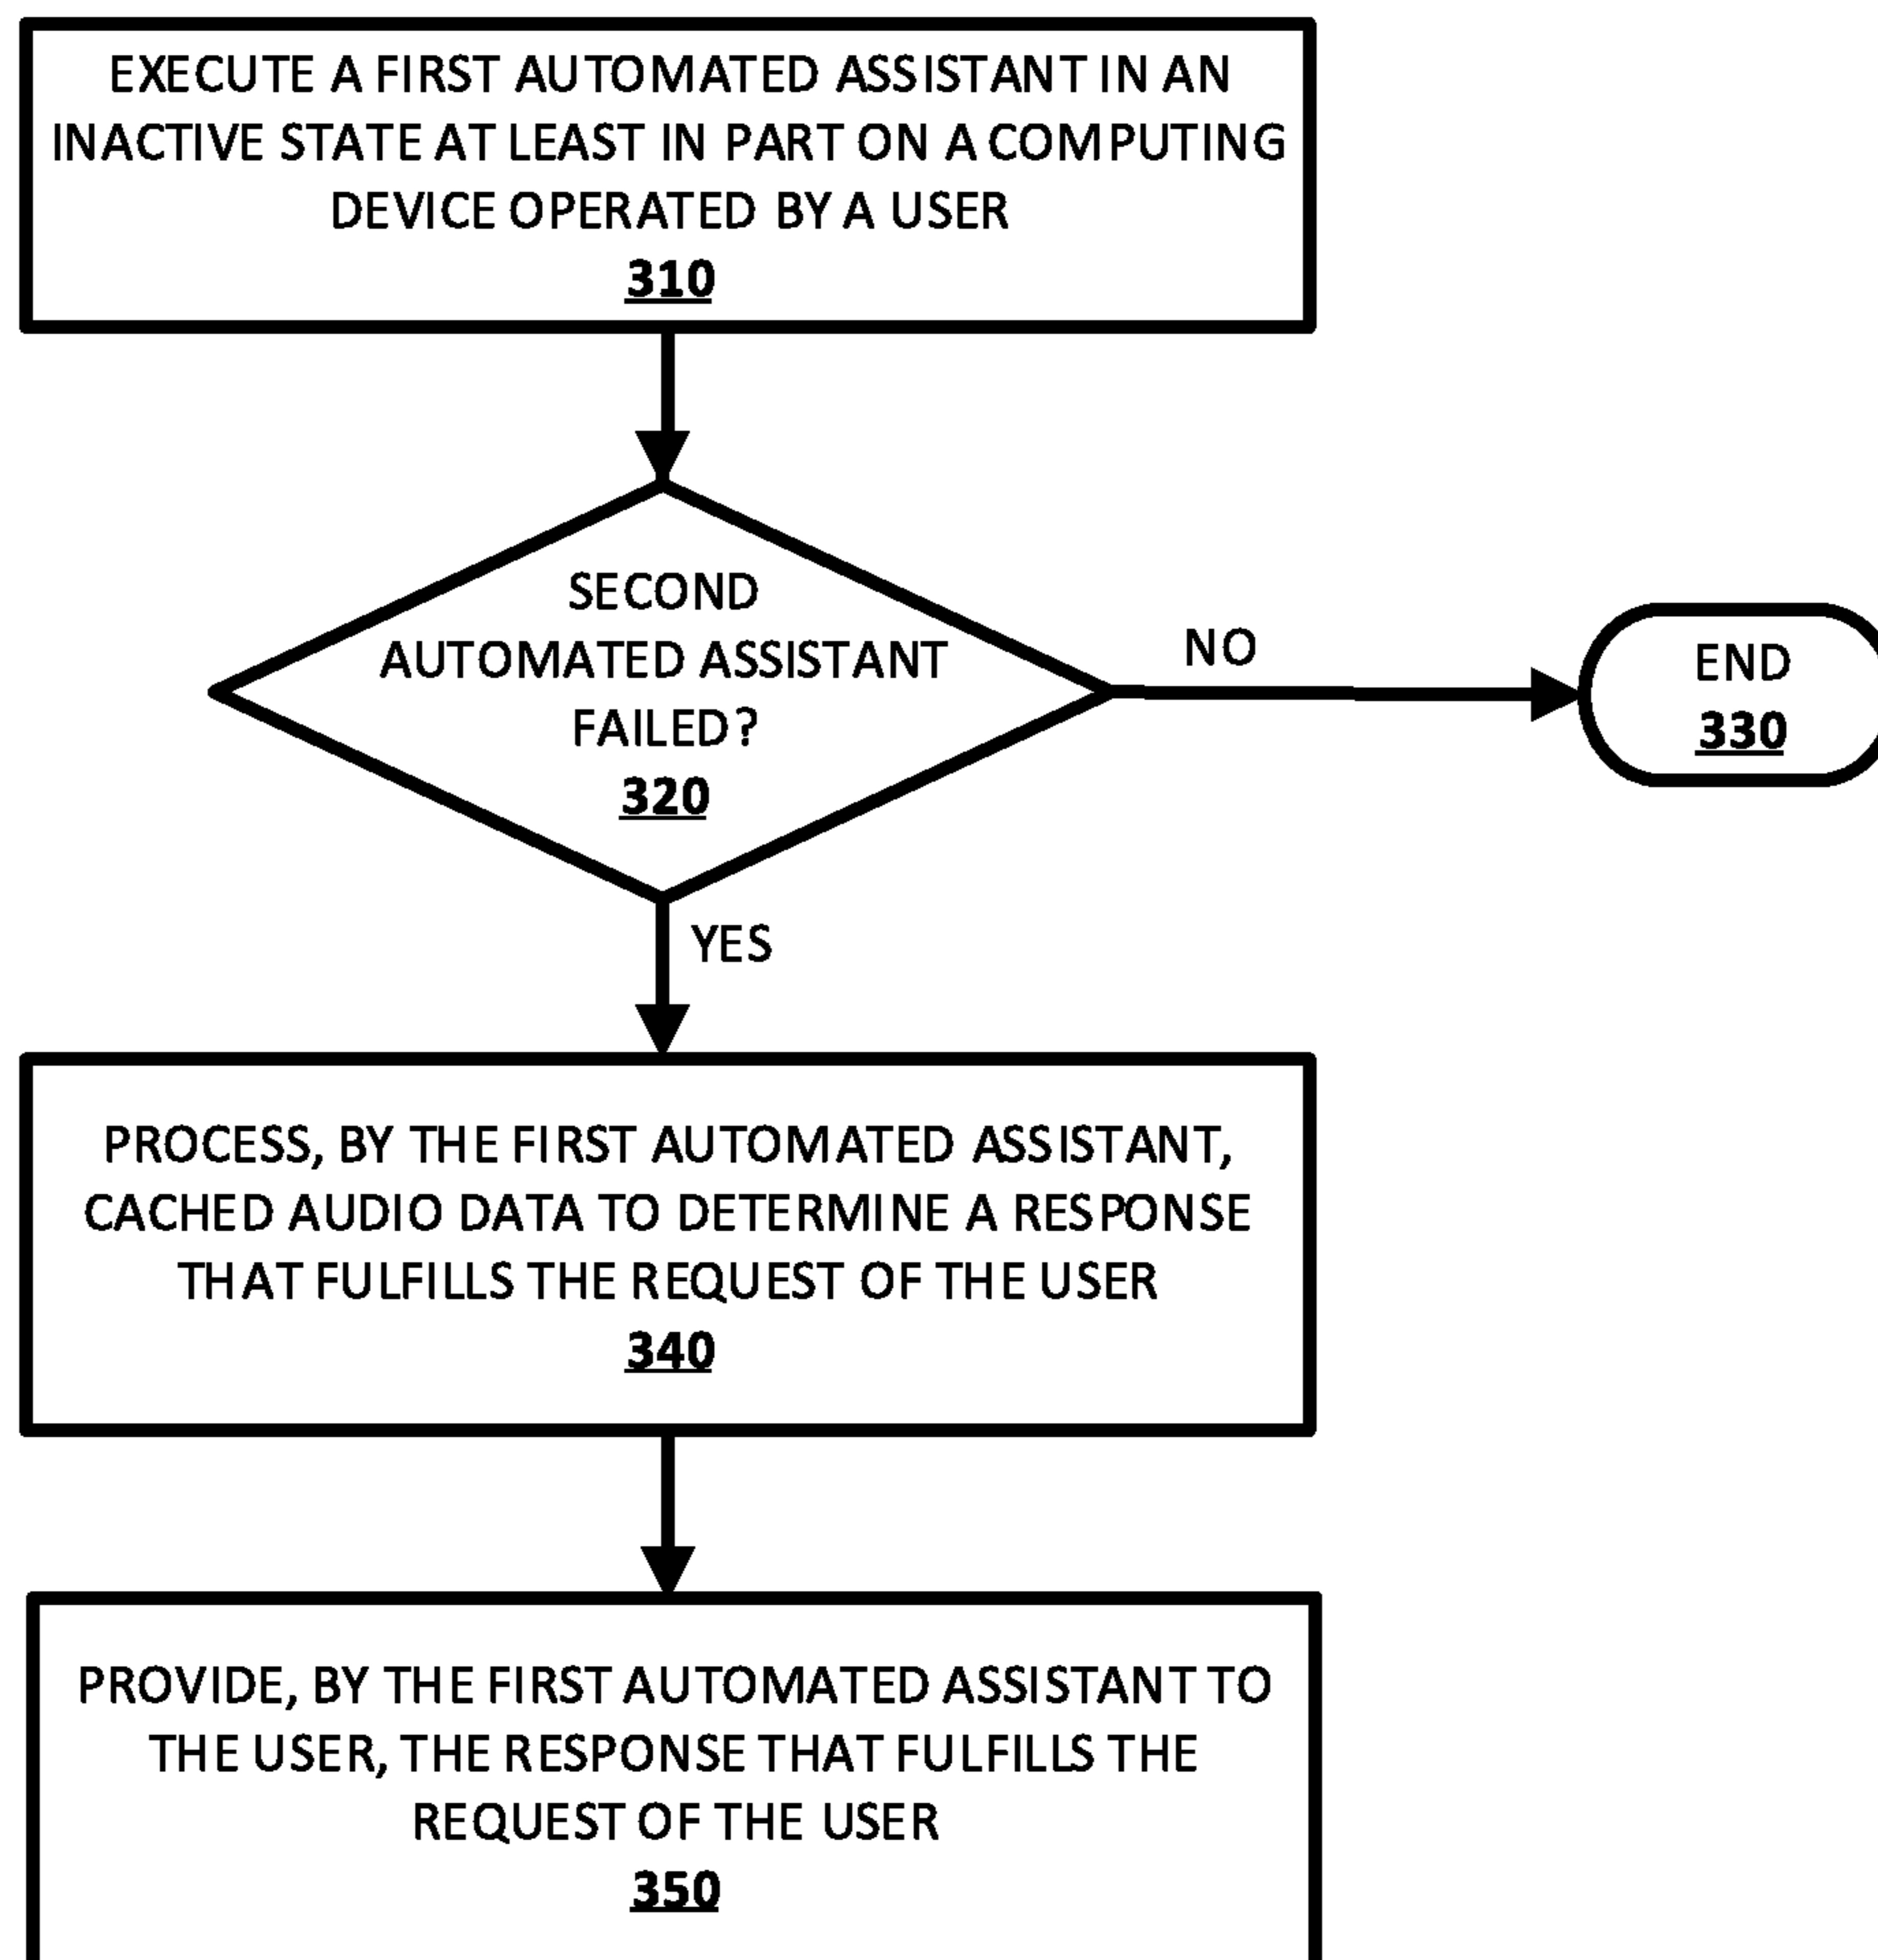 EXECUTE A FIRST AUTOMATED ASSISTANT IN AN
INACTIVE STATE AT LEAST IN PART ON A COMPUTING
DEVICE OPERATED BY A USER
310
SECOND
AUTOMATED ASSISTANT
FAILED?
320
NO
END
330
YES
PROCESS, BY THE FIRST AUTOMATED ASSISTANT,
CACHED AUDIO DATA TO DETERMINE A RESPONSE
THAT FULFILLS THE REQUEST OF THE USER
340
PROVIDE, BY THE FIRST AUTOMATED ASSISTANT TO
THE USER, THE RESPONSE THAT FULFILLS THE
REQUEST OF THE USER
350